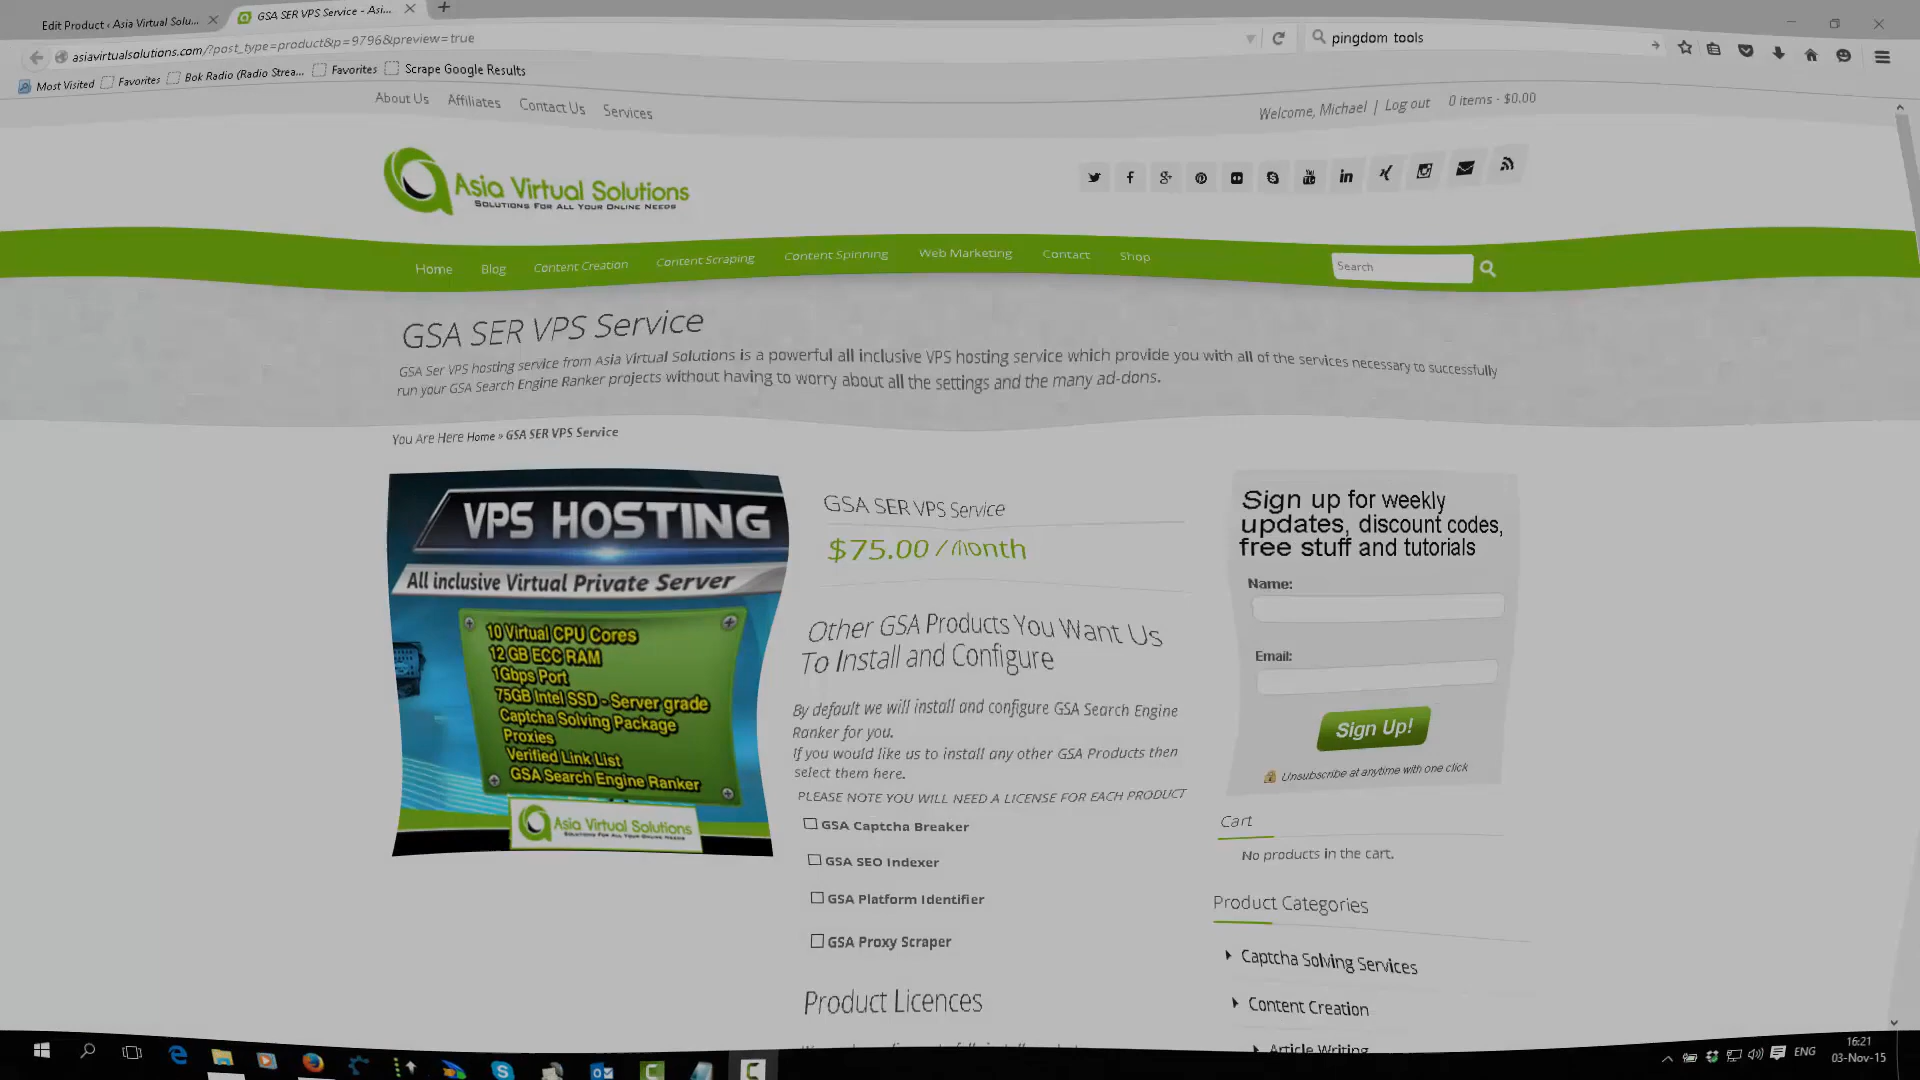 Edit Product ‹ Asia Virtual Solu...
GSA SER VPS Service - Asi...
asiavirtualsolutions.com/?post_type=product&p=9796&preview=true
pingdom tools
Most Visited
Favorites
Bok Radio (Radio Strea...
Favorites
Scrape Google Results
About Us
Affiliates
Contact Us
Services
Welcome, Michael | Log out
0 items - $0.00
Asia Virtual Solutions
Solutions For All Your Online Needs
Home
Blog
Content Creation
Content Scraping
Content Spinning
Web Marketing
Contact
Shop
Search
GSA SER VPS Service
GSA Ser VPS hosting service from Asia Virtual Solutions is a powerful all inclusive VPS hosting service which provide you with all of the services necessary to successfully
run your GSA Search Engine Ranker projects without having to worry about all the settings and the many ad-dons.
You Are Here Home » GSA SER VPS Service
VPS HOSTING
All inclusive Virtual Private Server
10 Virtual CPU Cores
12 GB ECC RAM
1Gbps Port
75GB Intel SSD - Server grade
Captcha Solving Package
Proxies
Verified Link List
GSA Search Engine Ranker
Asia Virtual Solutions
Solutions For All Your Online Needs
GSA SER VPS Service
$75.00 / month
Other GSA Products You Want Us
To Install and Configure
By default we will install and configure GSA Search Engine
Ranker for you.
If you would like us to install any other GSA Products then
select them here.
PLEASE NOTE YOU WILL NEED A LICENSE FOR EACH PRODUCT
GSA Captcha Breaker
GSA SEO Indexer
GSA Platform Identifier
GSA Proxy Scraper
Product Licences
Sign up for weekly
updates, discount codes,
free stuff and tutorials
Name:
Email:
Sign Up!
Unsubscribe at anytime with one click
Cart
No products in the cart.
Product Categories
Captcha Solving Services
Content Creation
Article Writing
ENG
16:21
03-Nov-15